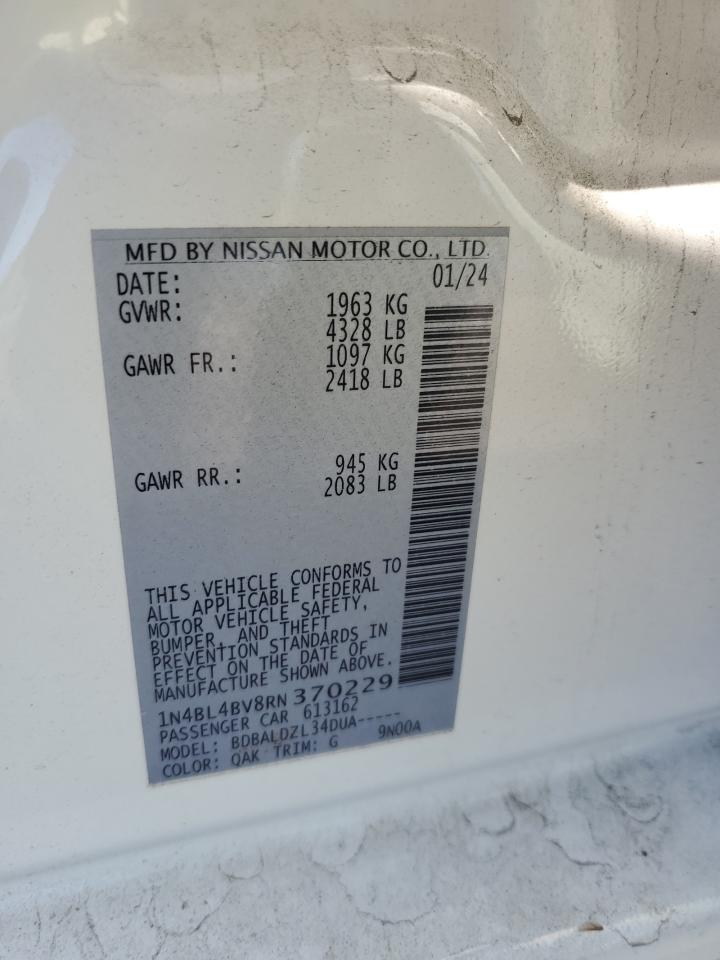 MFD BY NISSAN MOTOR CO., LTD.
DATE: 01/24
GVWR: 1963 KG
4328 LB
GAWR FR.: 1097 KG
2418 LB
GAWR RR.: 945 KG
2083 LB
THIS VEHICLE CONFORMS TO
ALL APPLICABLE FEDERAL
MOTOR VEHICLE SAFETY,
BUMPER, AND THEFT
PREVENTION STANDARDS IN
EFFECT ON THE DATE OF
MANUFACTURE SHOWN ABOVE.
1N4BL4BV8RN370229
PASSENGER CAR 613162
MODEL: BDBALDZL34DUA-----
COLOR: QAK TRIM: G 9N00A